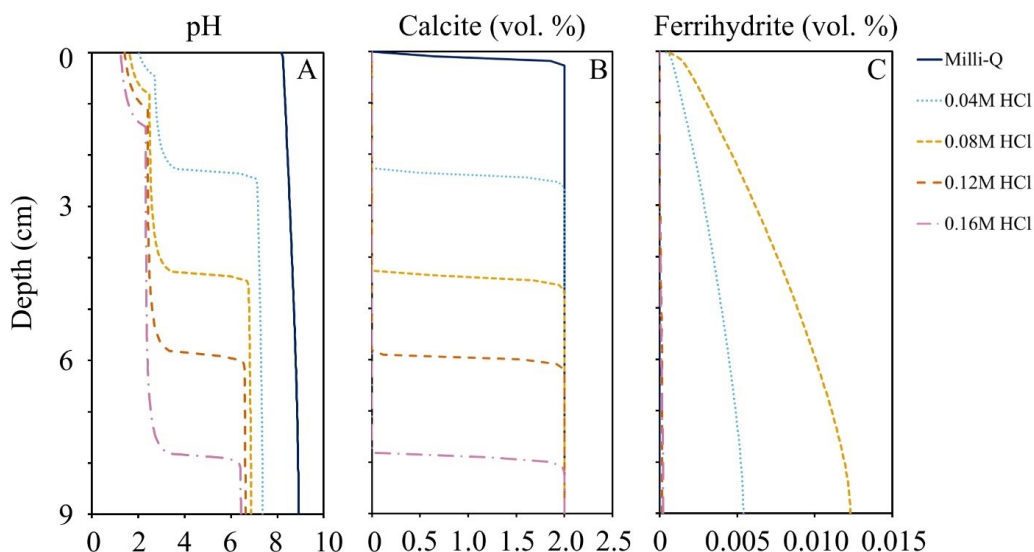 pH
Calcite (vol. %)
Ferrihydrite (vol. %)
0
3
6
9
Depth (cm)
A
B
C
0 2 4 6 8 10
0 0.5 1.0 1.5 2.0 2.5
0 0.005 0.010 0.015
Milli-Q
0.04M HCl
0.08M HCl
0.12M HCl
0.16M HCl